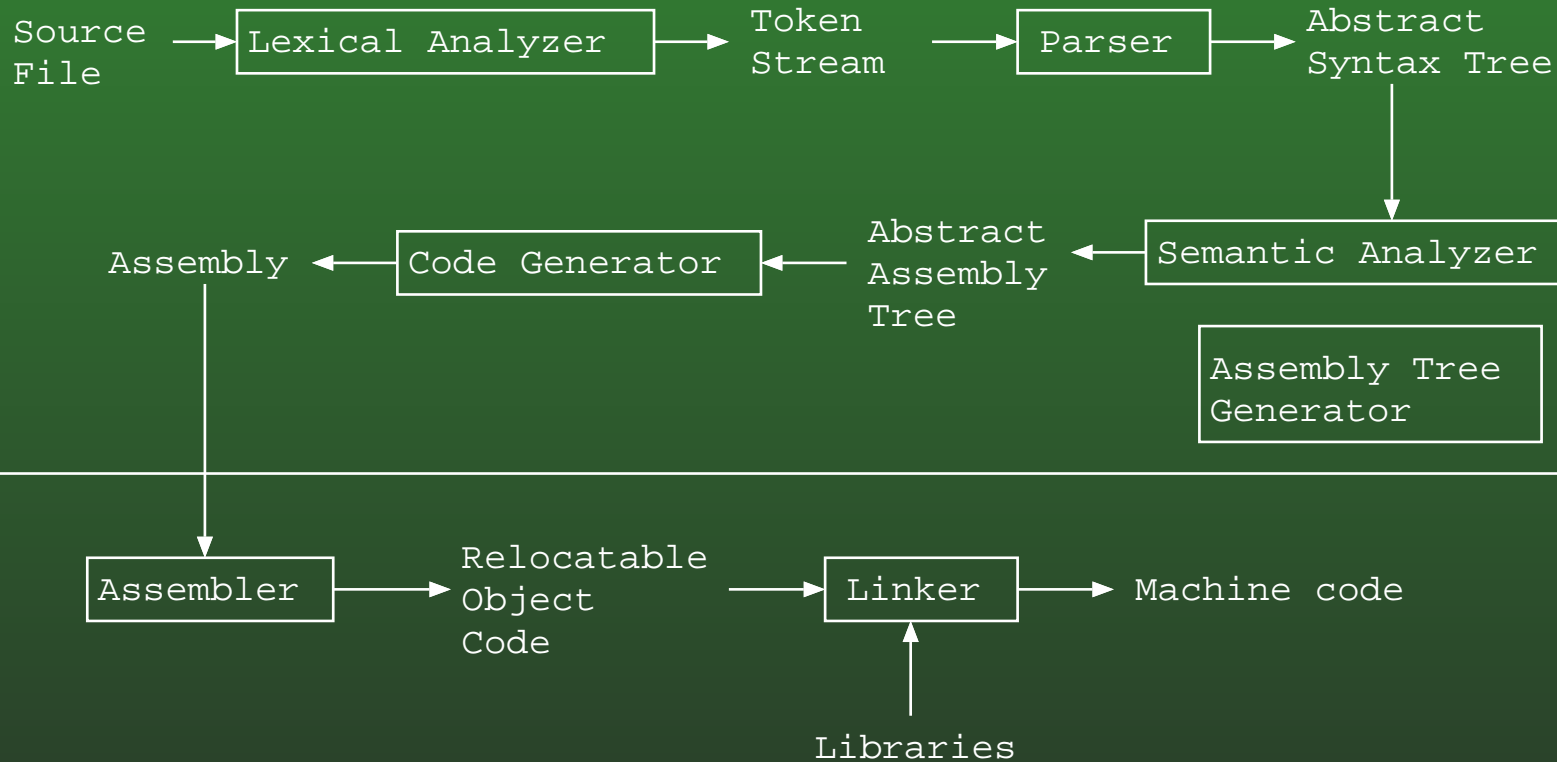 Source
File
Lexical Analyzer
Token
Stream
Parser
Abstract
Syntax Tree
Semantic Analyzer
Assembly Tree
Generator
Abstract
Assembly
Tree
Code Generator
Assembly
Assembler
Relocatable
Object
Code
Linker
Machine code
Libraries